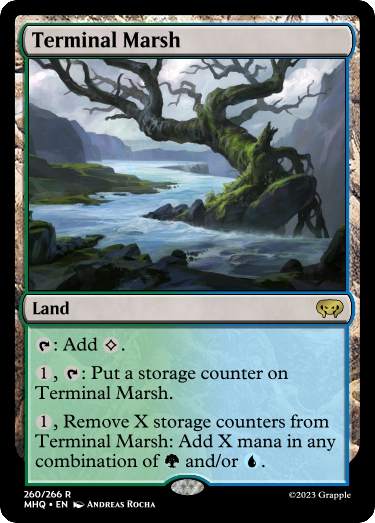 Terminal Marsh
Land
: Add .
1, : Put a storage counter on
Terminal Marsh.
1, Remove X storage counters from
Terminal Marsh: Add X mana in any
combination of and/or .
260/266 R
MHQ • EN Andreas Rocha
©2023 Grapple